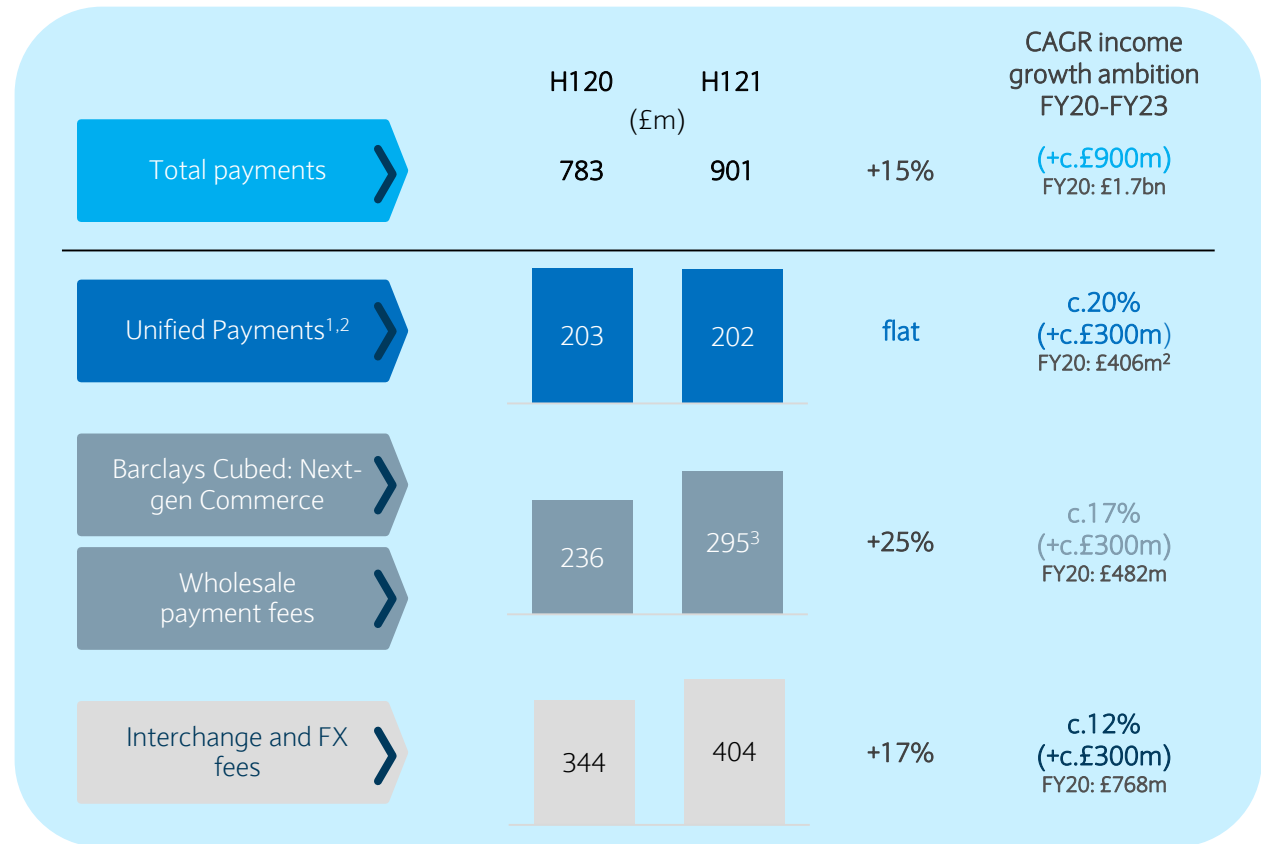 H120
H121
(£m)
CAGR income
growth ambition
FY20-FY23
Total payments
783
901
+15%
(+c.£900m)
FY20: £1.7bn
Unified Payments1,2
203
202
flat
c.20%
(+c.£300m)
FY20: £406m²
Barclays Cubed: Next-
gen Commerce
Wholesale
payment fees
236
295³
+25%
c.17%
(+c.£300m)
FY20: £482m
Interchange and FX
fees
344
404
+17%
c.12%
(+c.£300m)
FY20: £768m